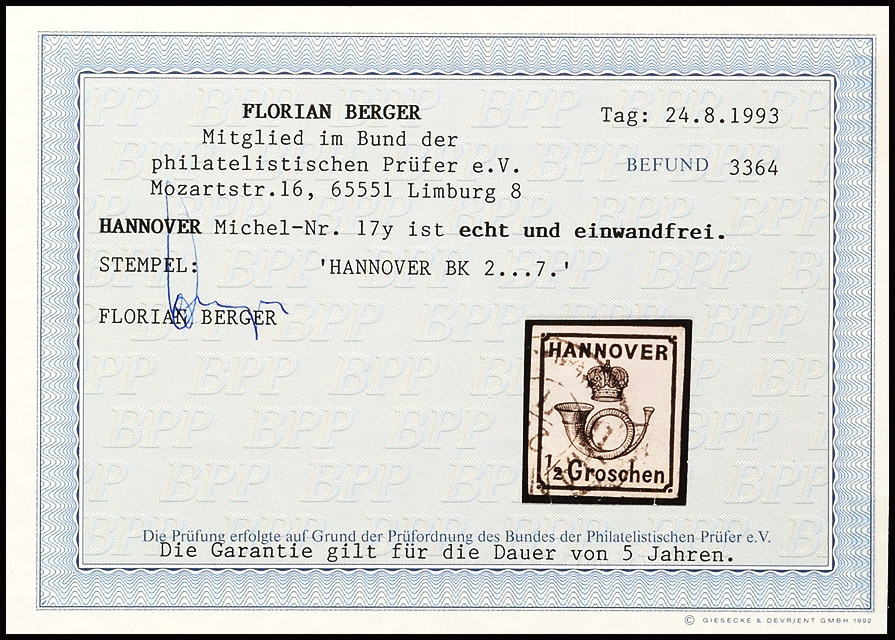 FLORIAN BERGER
Mitglied im Bund der
philatelistischen Prüfer e.V.
Mozartstr.16, 65551 Limburg 8
Tag: 24.8.1993
BEFUND 3364
HANNOVER Michel-Nr. 17y ist echt und einwandfrei.
STEMPEL: 'HANNOVER BK 2...7.'
FLORIAN BERGER
HANNOVER
1/2 Groschen
Die Prüfung erfolgte auf Grund der Prüfordnung des Bundes der Philatelistischen Prüfer e.V.
Die Garantie gilt für die Dauer von 5 Jahren.
© GIESECKE & DEVRIENT GMBH 1992